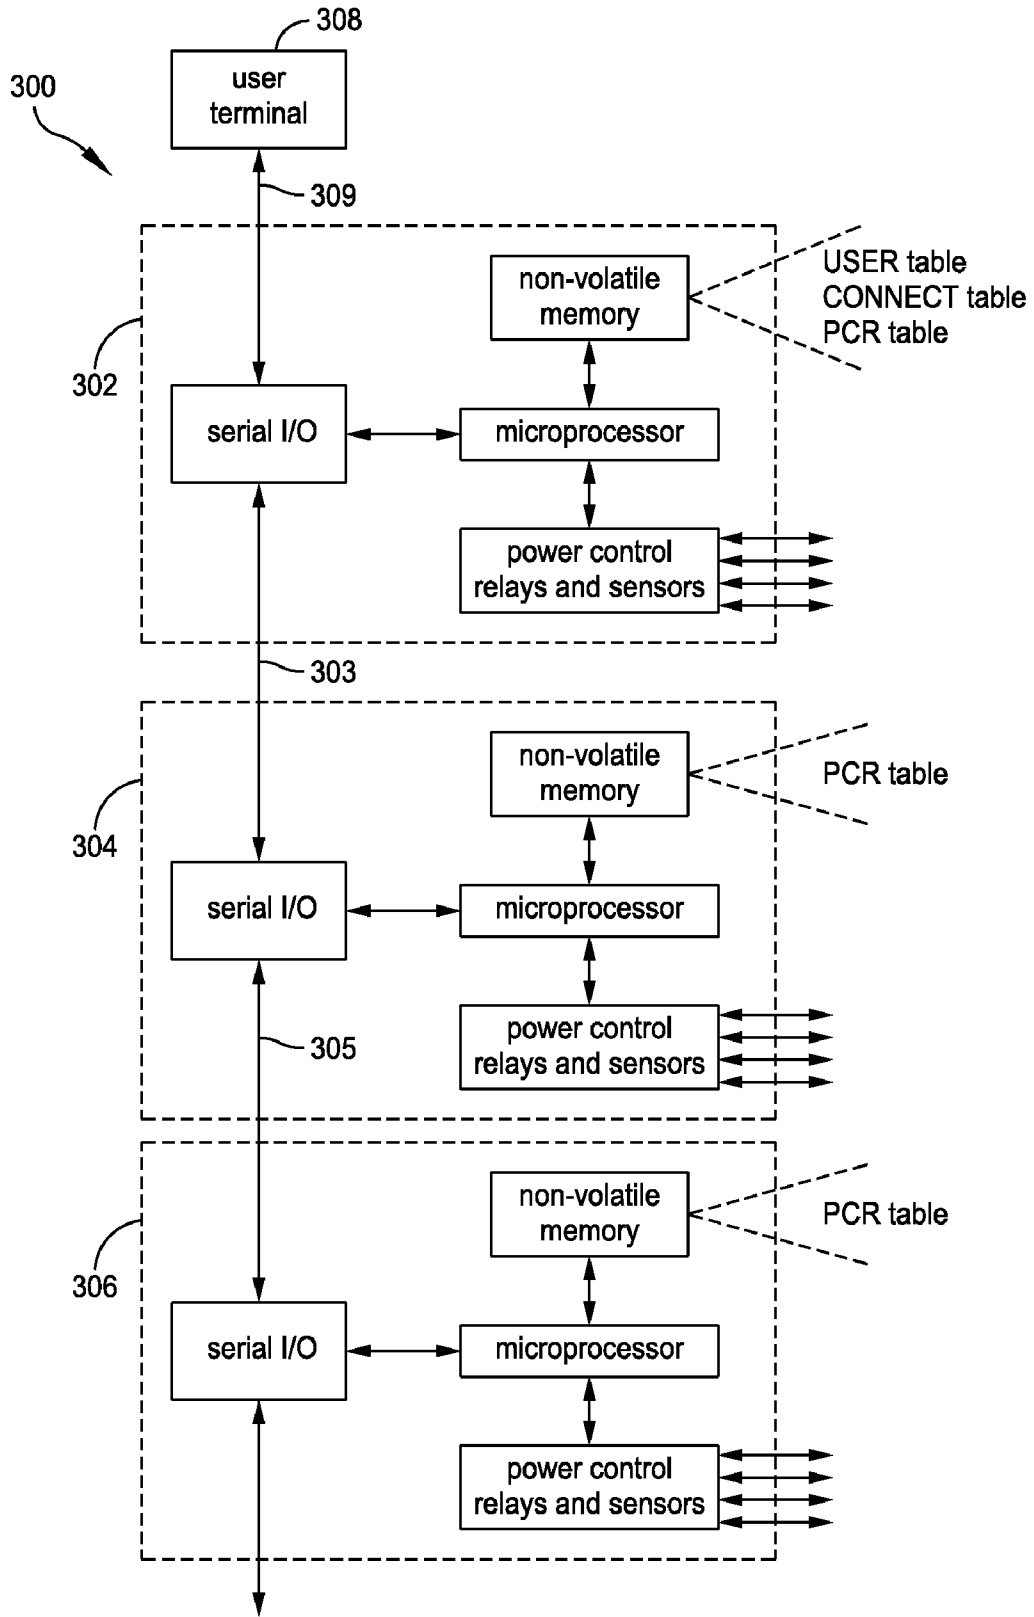 308
user
terminal
300
309
non-volatile
memory
USER table
CONNECT table
PCR table
302
serial I/O
microprocessor
power control
relays and sensors
303
non-volatile
memory
PCR table
304
serial I/O
microprocessor
power control
relays and sensors
305
non-volatile
memory
PCR table
306
serial I/O
microprocessor
power control
relays and sensors